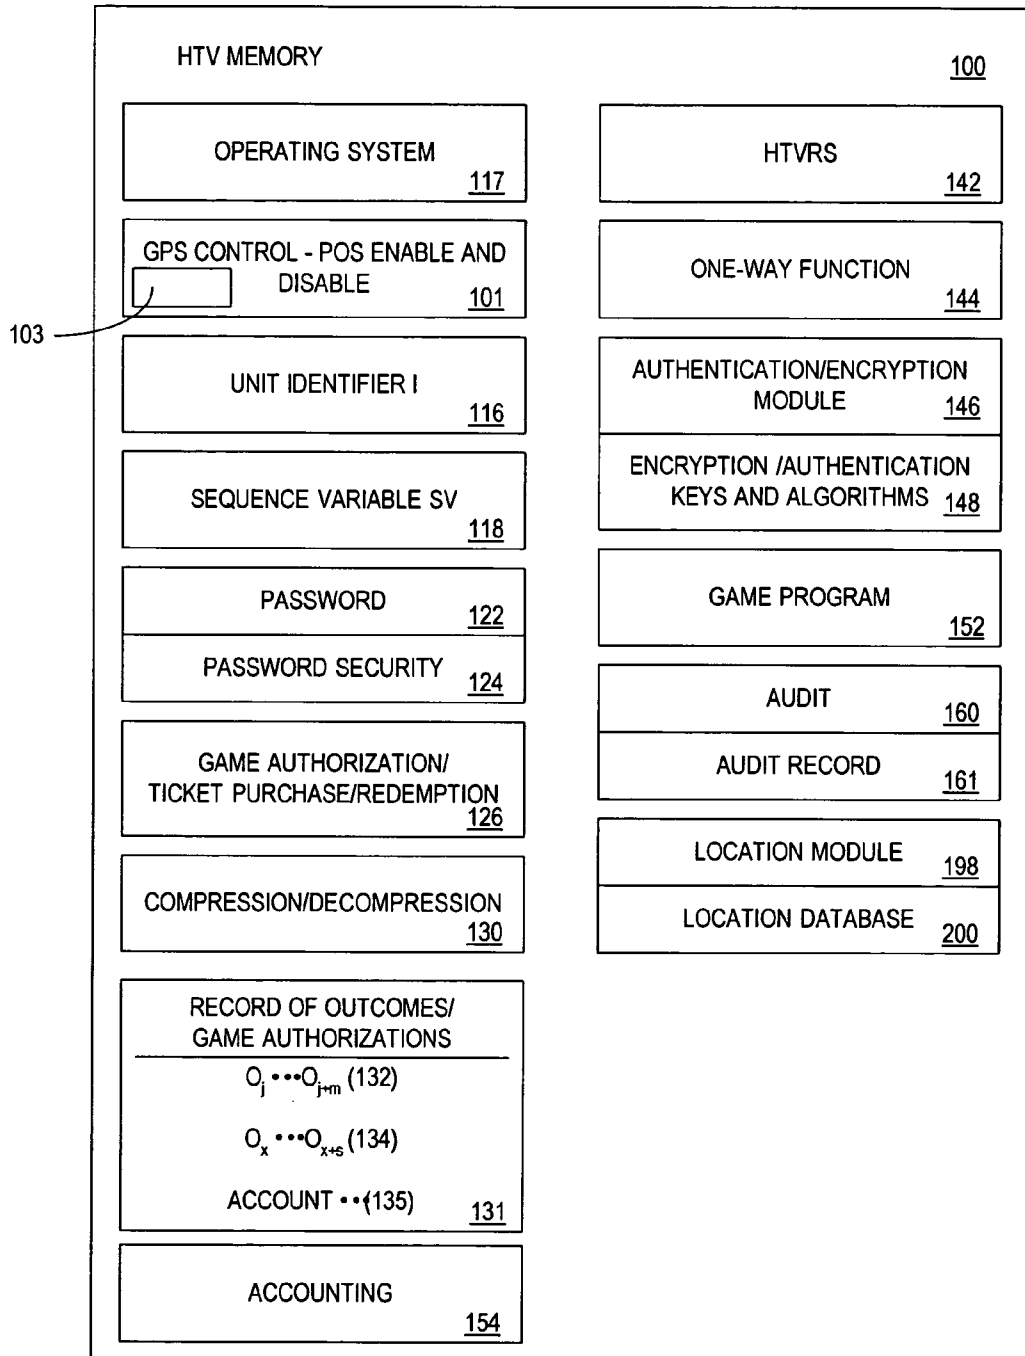 HTV MEMORY
100
OPERATING SYSTEM
117
GPS CONTROL - POS ENABLE AND
DISABLE
101
103
UNIT IDENTIFIER I
116
SEQUENCE VARIABLE SV
118
PASSWORD
122
PASSWORD SECURITY
124
GAME AUTHORIZATION/
TICKET PURCHASE/REDEMPTION
126
COMPRESSION/DECOMPRESSION
130
RECORD OF OUTCOMES/
GAME AUTHORIZATIONS
Oj •••Oj+m (132)
Ox •••Ox+s (134)
ACCOUNT •••(135)
131
ACCOUNTING
154
HTVRS
142
ONE-WAY FUNCTION
144
AUTHENTICATION/ENCRYPTION
MODULE
146
ENCRYPTION /AUTHENTICATION
KEYS AND ALGORITHMS
148
GAME PROGRAM
152
AUDIT
160
AUDIT RECORD
161
LOCATION MODULE
198
LOCATION DATABASE
200